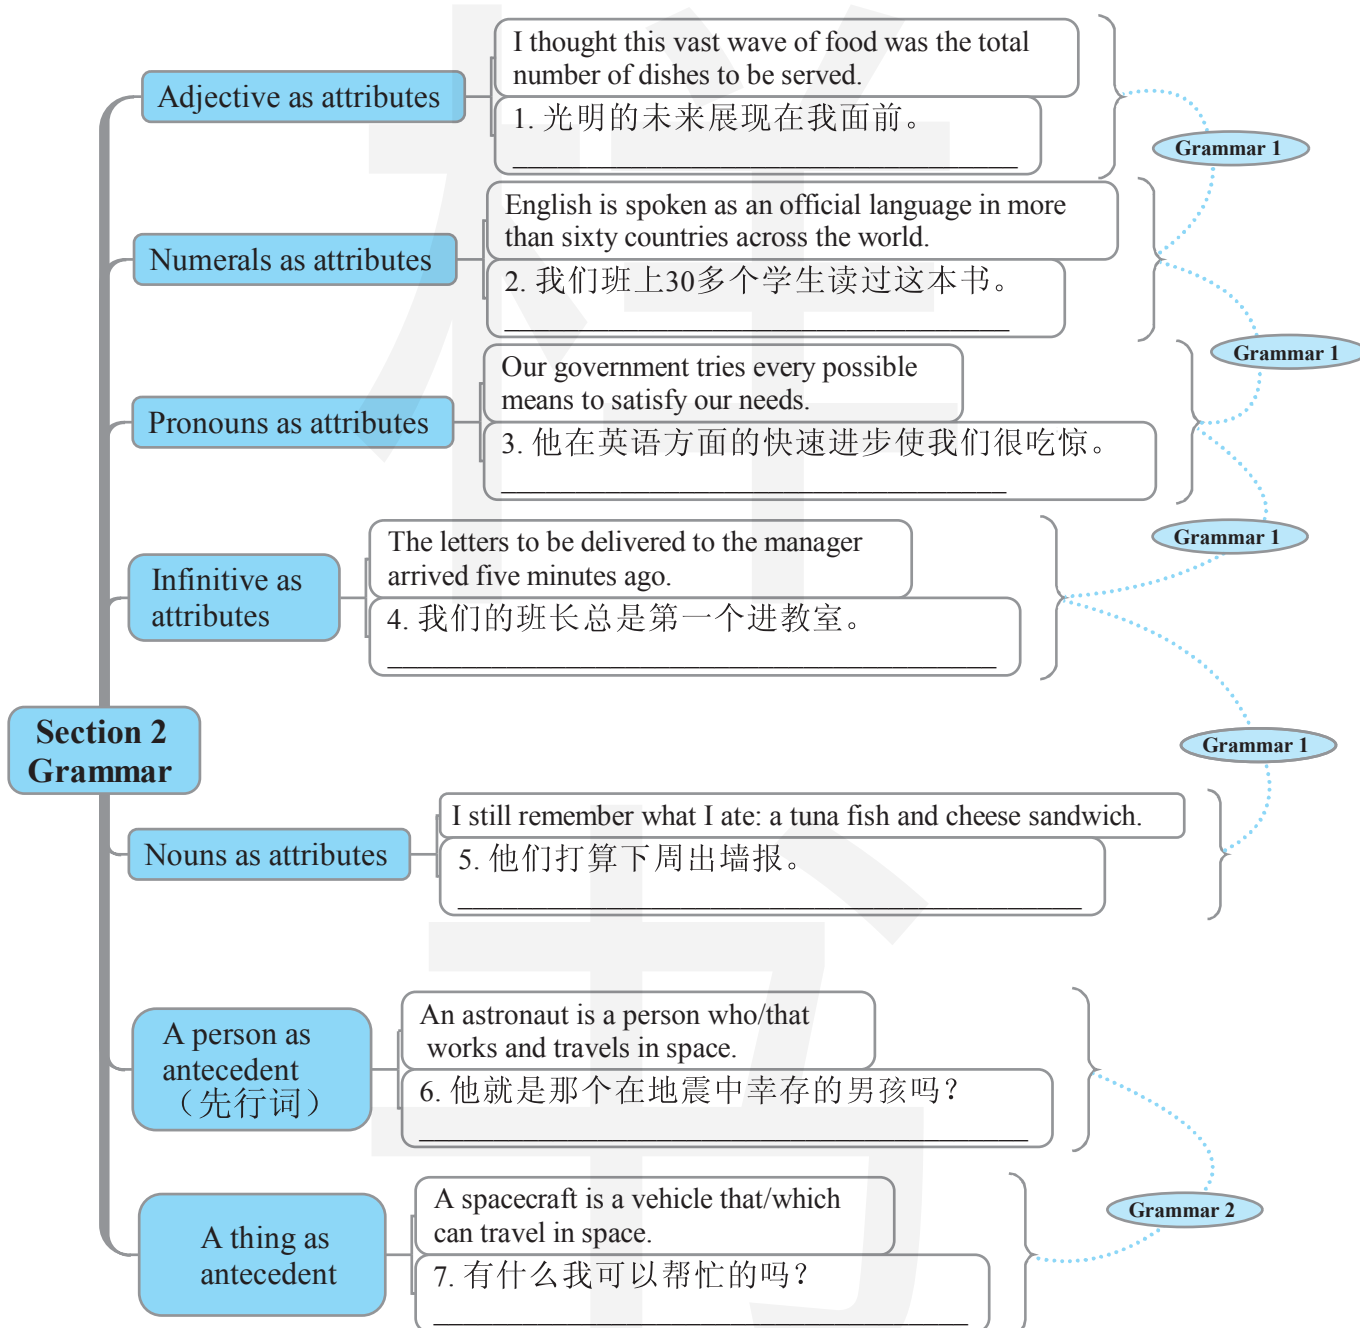 Section 2
Grammar
Adjective as attributes
I thought this vast wave of food was the total
number of dishes to be served.
1. 光明的未来展现在我面前。
Grammar 1
Numerals as attributes
English is spoken as an official language in more
than sixty countries across the world.
2. 我们班上30多个学生读过这本书。
Grammar 1
Pronouns as attributes
Our government tries every possible
means to satisfy our needs.
3. 他在英语方面的快速进步使我们很吃惊。
Grammar 1
Infinitive as
attributes
The letters to be delivered to the manager
arrived five minutes ago.
4. 我们的班长总是第一个进教室。
Grammar 1
Nouns as attributes
I still remember what I ate: a tuna fish and cheese sandwich.
5. 他们打算下周出墙报。
A person as
antecedent
（先行词）
An astronaut is a person who/that
works and travels in space.
6. 他就是那个在地震中幸存的男孩吗？
Grammar 2
A thing as
antecedent
A spacecraft is a vehicle that/which
can travel in space.
7. 有什么我可以帮忙的吗？
样
书